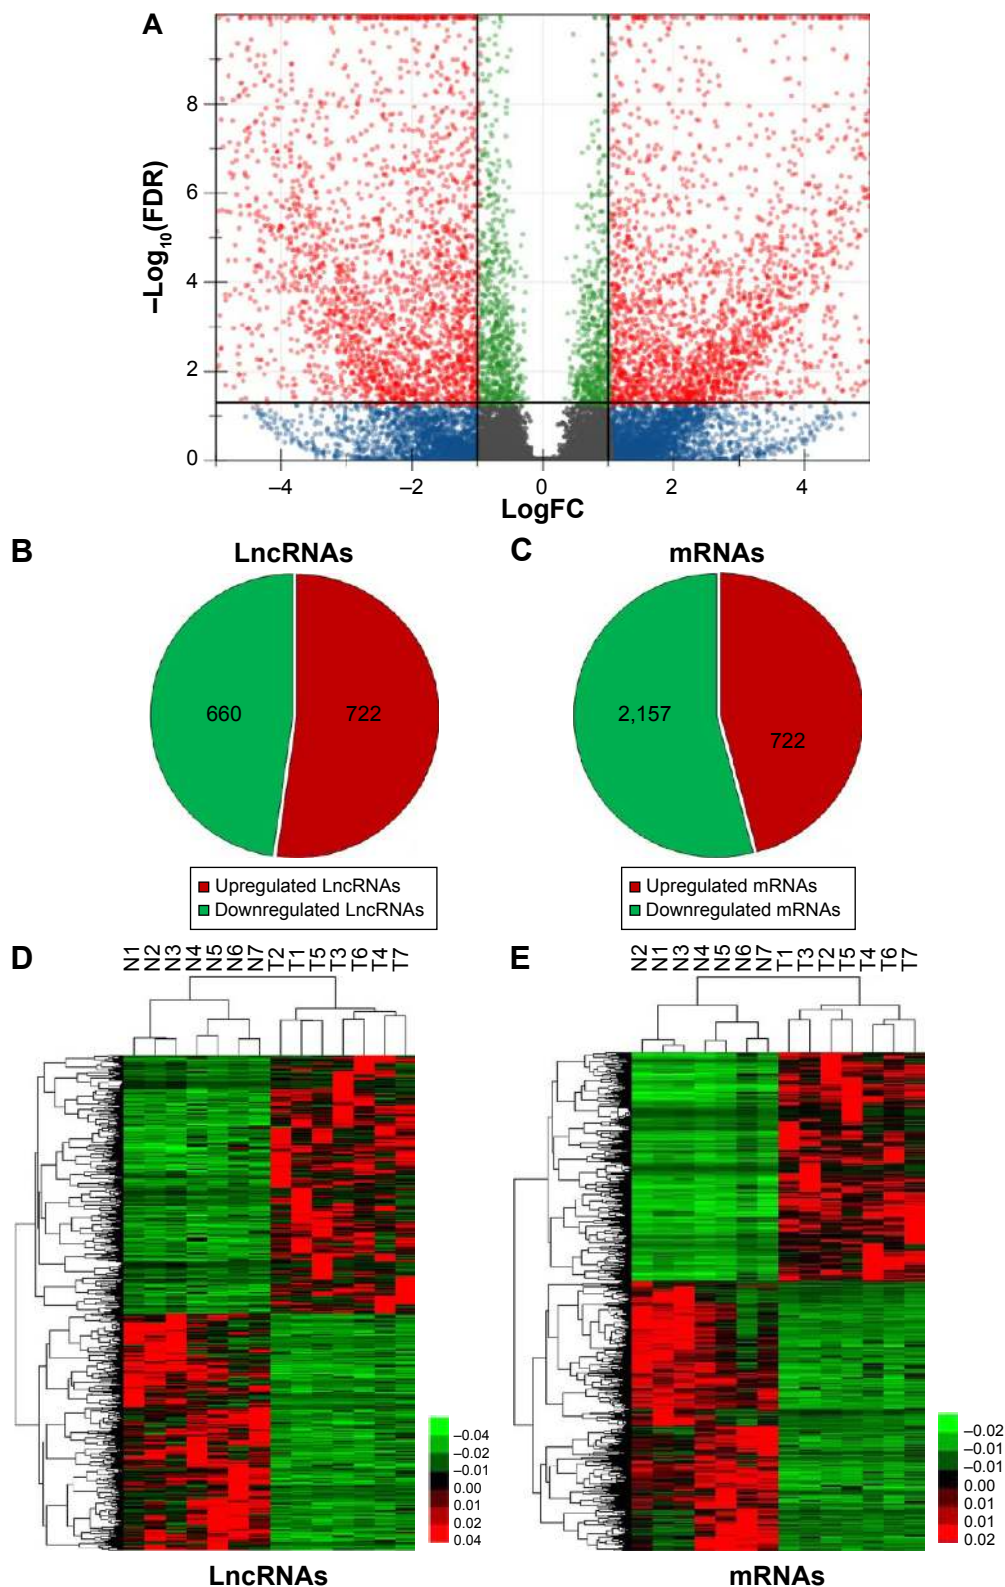 A
–Log10(FDR)
8
6
4
2
0
–4
–2
0
2
4
LogFC
B
LncRNAs
660
722
Upregulated LncRNAs
Downregulated LncRNAs
C
mRNAs
2,157
722
Upregulated mRNAs
Downregulated mRNAs
D
N1 N2 N3 N4 N5 N6 N7 T2 T1 T5 T3 T6 T4 T7
–0.04
–0.02
–0.01
0.00
0.01
0.02
0.04
LncRNAs
E
N2 N1 N3 N4 N5 N6 N7 T1 T3 T2 T5 T4 T6 T7
–0.02
–0.01
–0.01
0.00
0.01
0.01
0.02
mRNAs